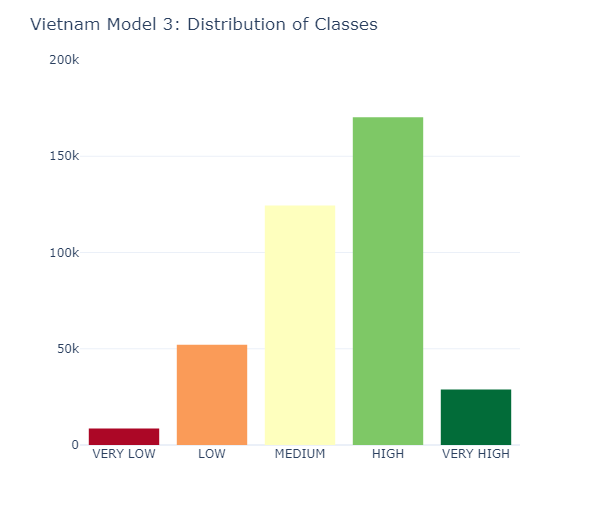 Vietnam Model 3: Distribution of Classes
200k
150k
100k
50k
0
VERY LOW LOW MEDIUM HIGH VERY HIGH